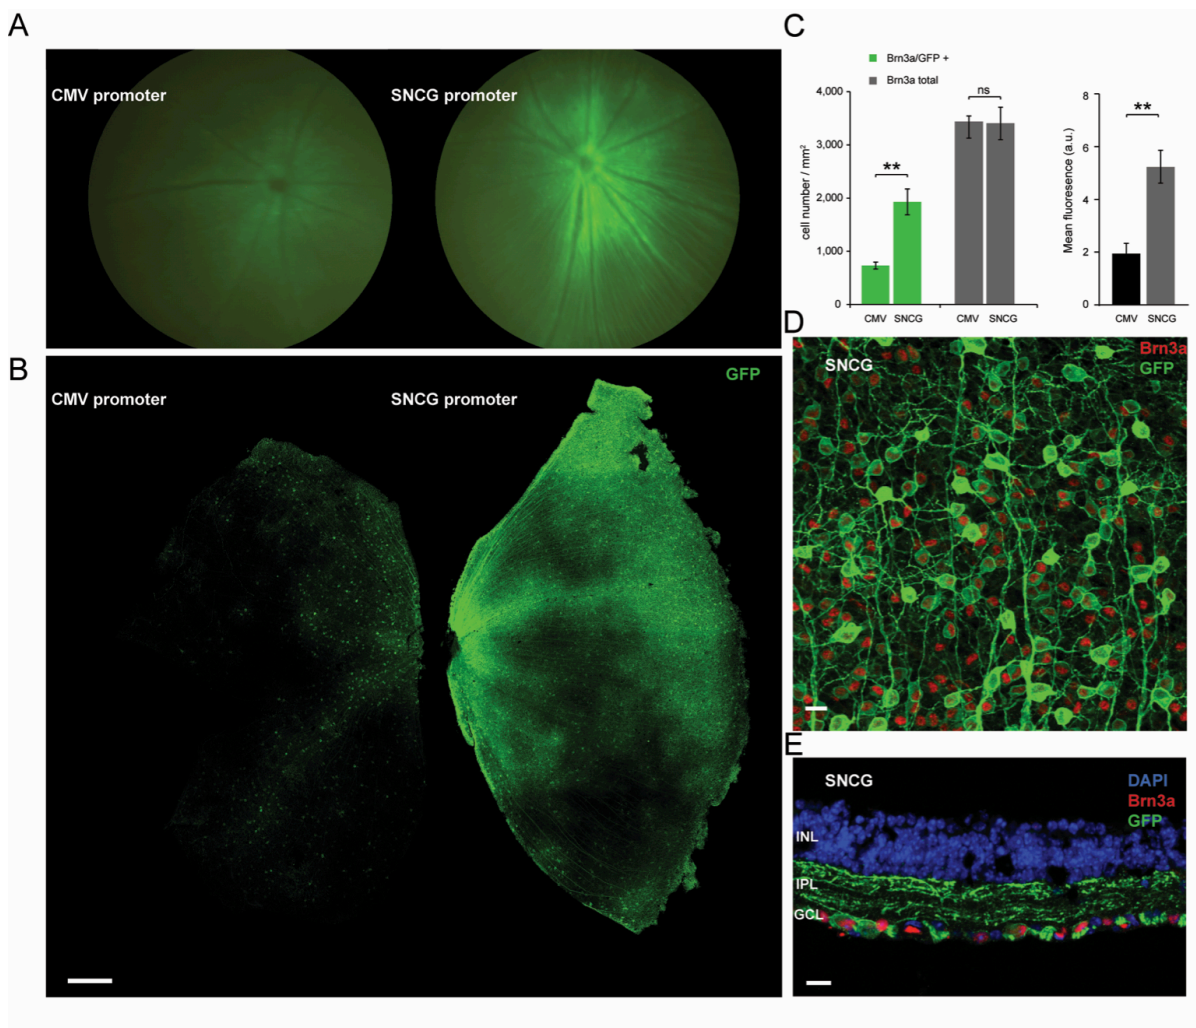 A
CMV promoter
SNCG promoter
B
CMV promoter
SNCG promoter
GFP
C
Brn3a/GFP +
Brn3a total
cell number / mm²
4,000
3,000
2,000
1,000
0
**
ns
CMV SNCG
CMV SNCG
Mean fluoresence (a.u.)
8
6
4
2
0
**
CMV SNCG
D
SNCG
Brn3a
GFP
E
SNCG
DAPI
Brn3a
GFP
INL
IPL
GCL